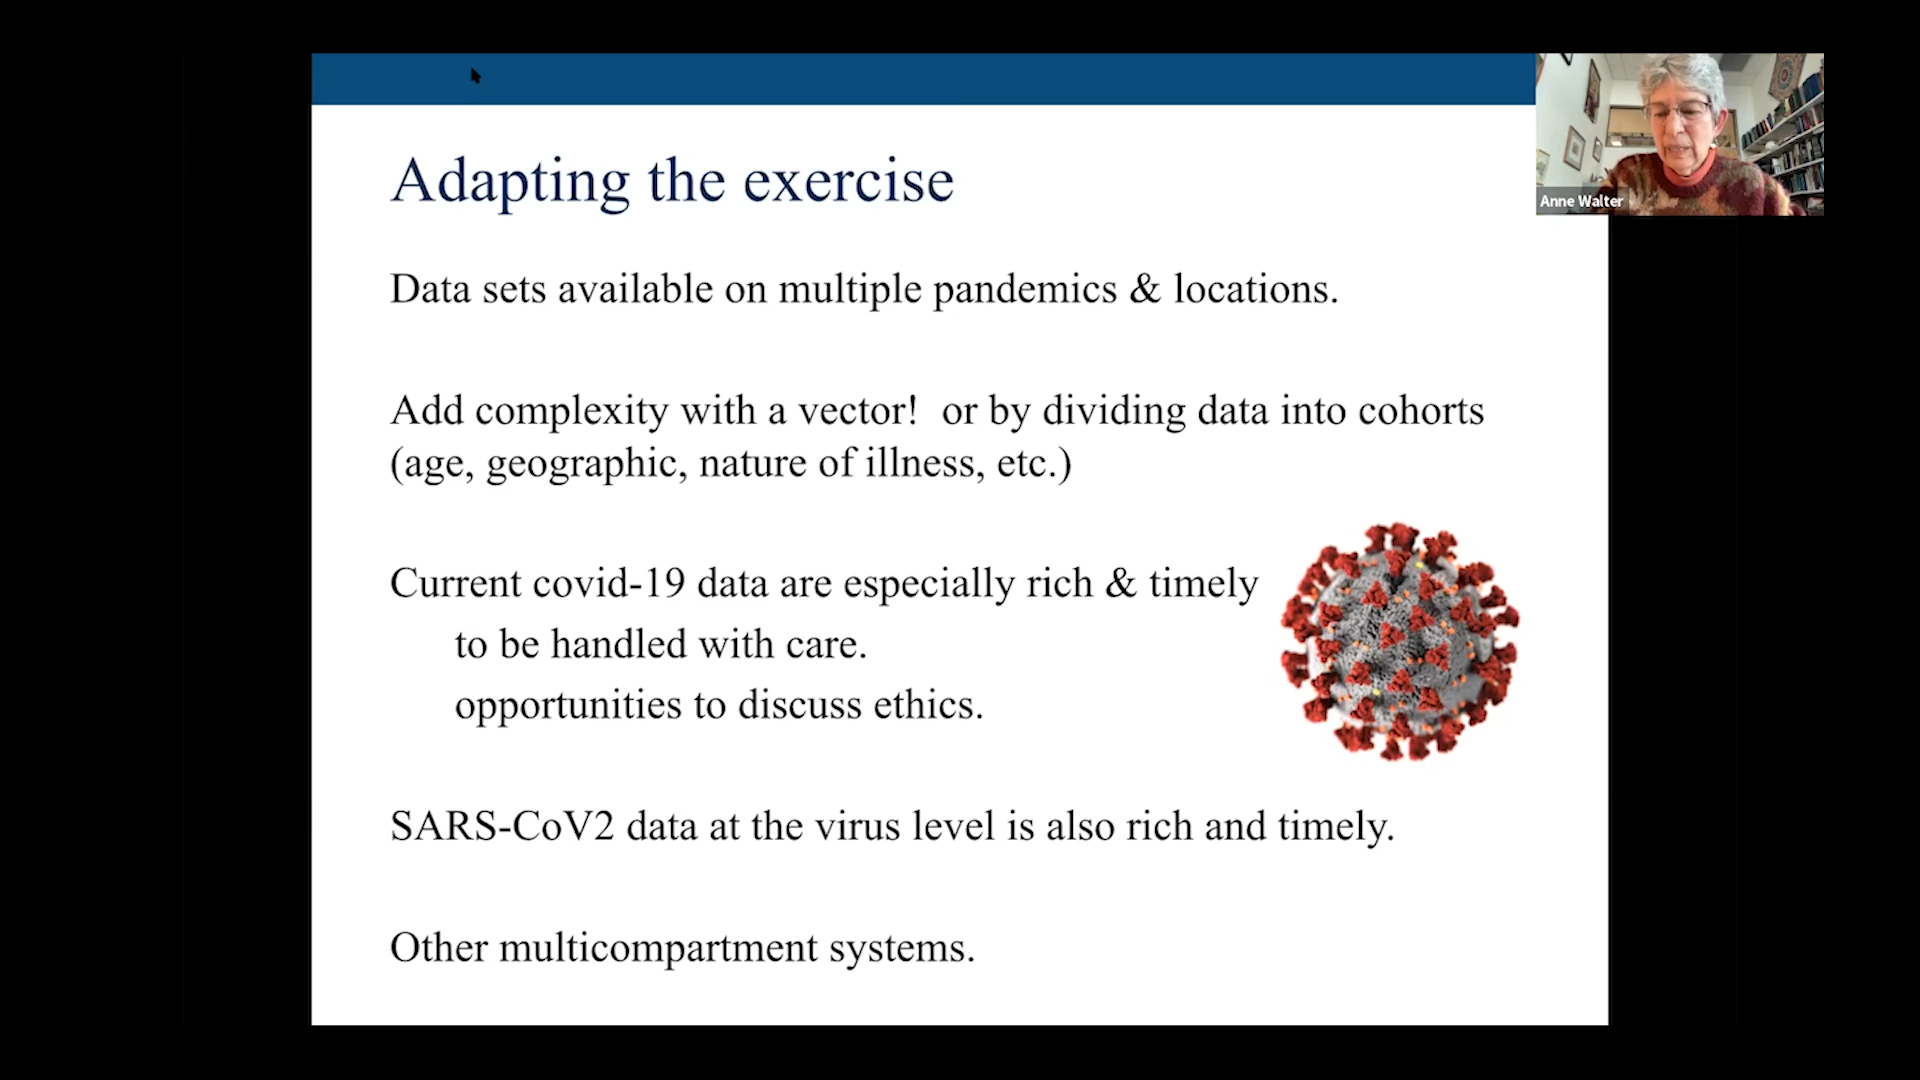 Adapting the exercise
Anne Walter
Data sets available on multiple pandemics & locations.
Add complexity with a vector!  or by dividing data into cohorts
(age, geographic, nature of illness, etc.)
Current covid-19 data are especially rich & timely
to be handled with care.
opportunities to discuss ethics.
SARS-CoV2 data at the virus level is also rich and timely.
Other multicompartment systems.